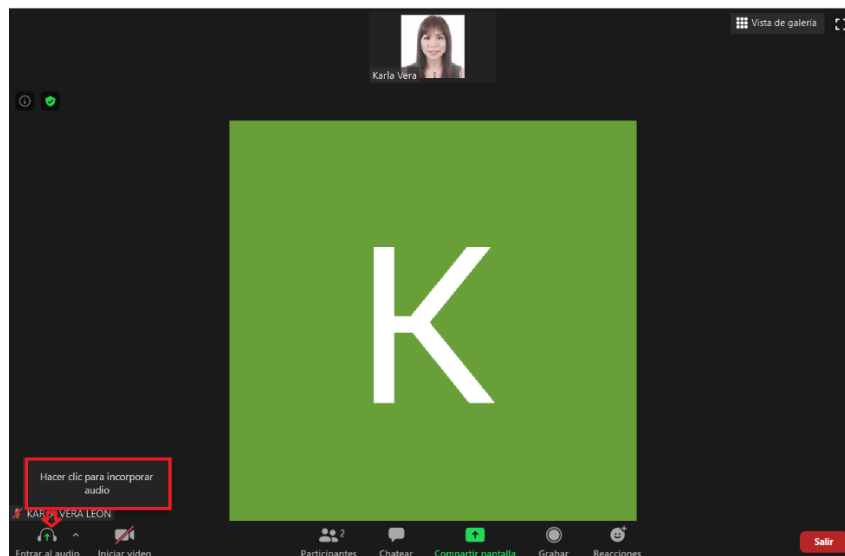 Vista de galería
Karla Vera
K
Hacer clic para incorporar
audio
KARLA VERA LEON
2
Entrar al audio
Iniciar video
Participantes
Chatear
Compartir pantalla
Grabar
Reacciones
Salir